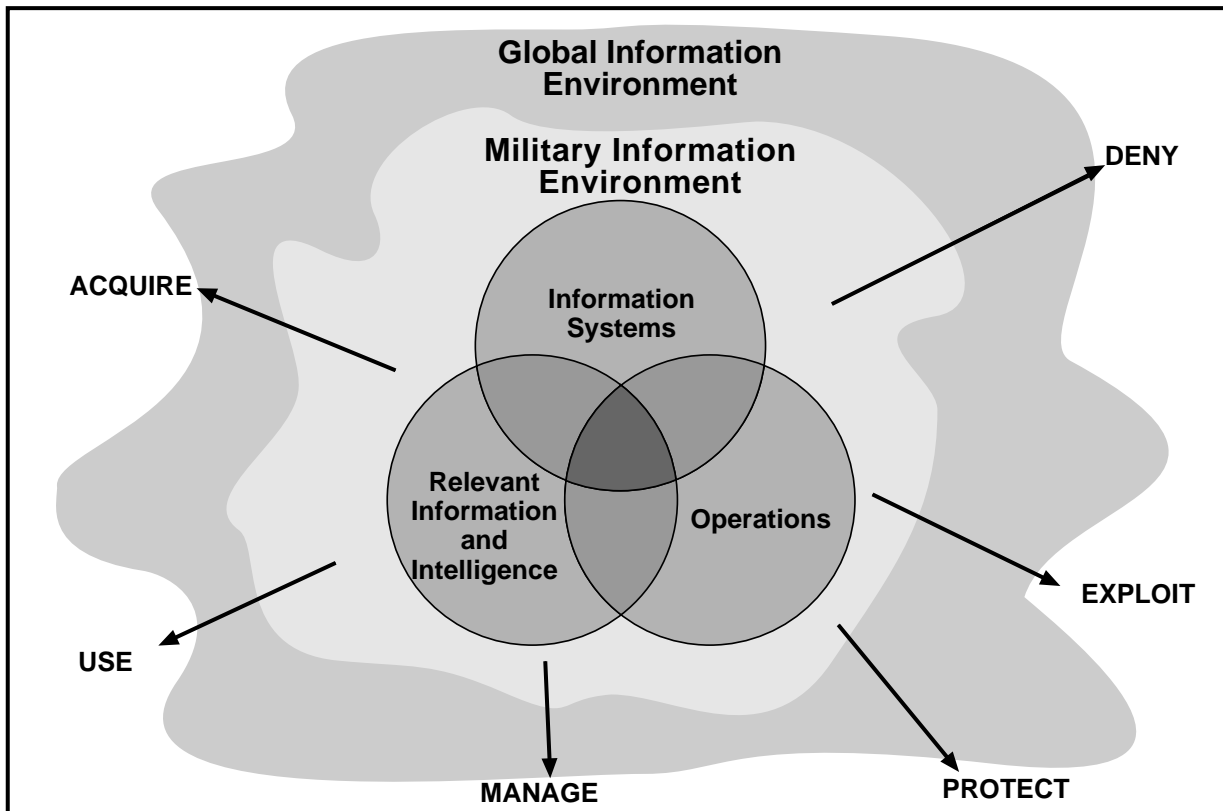 Global Information
Environment
Military Information
Environment
DENY
ACQUIRE
Information
Systems
Relevant
Information
and
Intelligence
Operations
EXPLOIT
USE
MANAGE
PROTECT